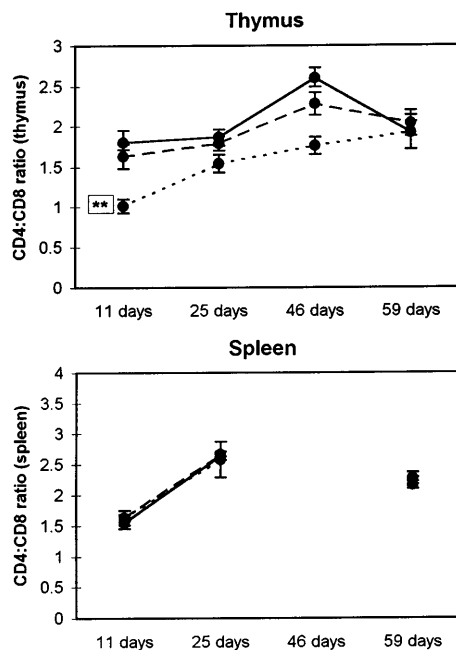 Thymus
CD4:CD8 ratio (thymus)
3
2.5
2
1.5
1
0.5
0
**
11 days 25 days 46 days 59 days
Spleen
CD4:CD8 ratio (spleen)
4
3.5
3
2.5
2
1.5
1
0.5
0
11 days 25 days 46 days 59 days